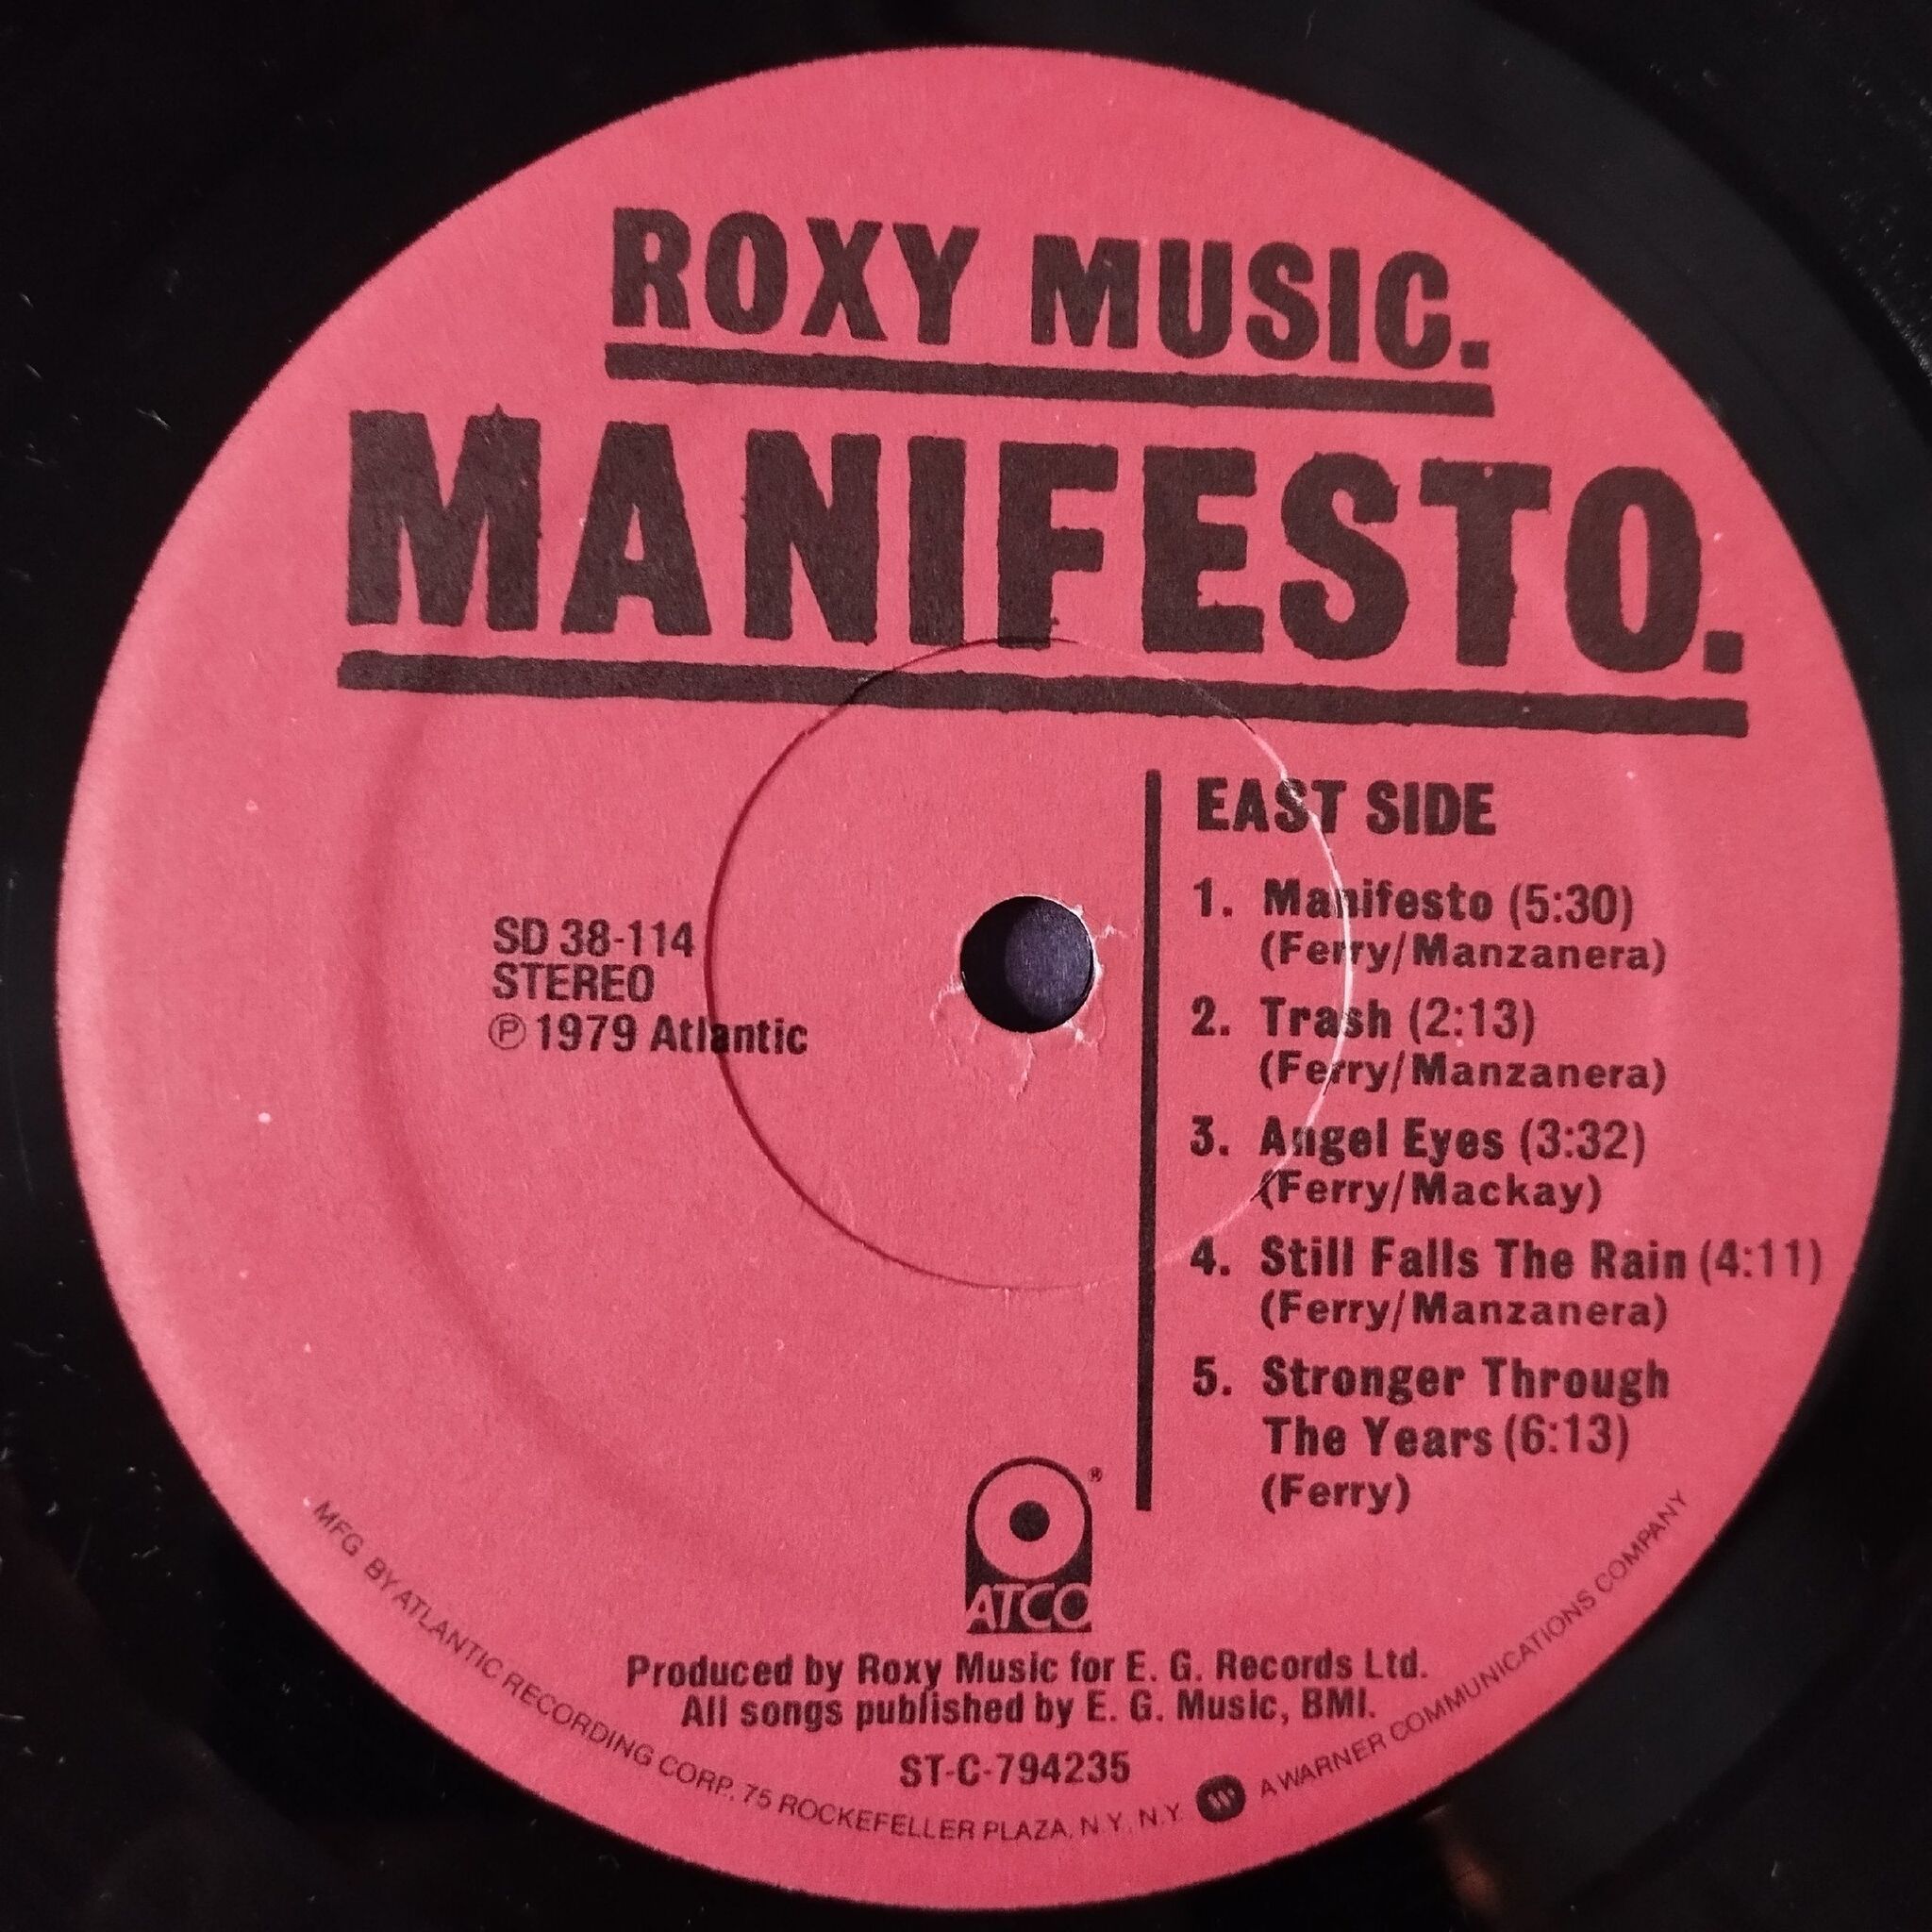 ROXY MUSIC.
MANIFESTO.
SD 38-114
STEREO
℗ 1979 Atlantic
EAST SIDE
1. Manifesto (5:30)
(Ferry/Manzanera)
2. Trash (2:13)
(Ferry/Manzanera)
3. Angel Eyes (3:32)
(Ferry/Mackay)
4. Still Falls The Rain (4:11)
(Ferry/Manzanera)
5. Stronger Through
The Years (6:13)
(Ferry)
®
ATCO
Produced by Roxy Music for E. G. Records Ltd.
All songs published by E. G. Music, BMI.
ST-C-794235
MFG BY ATLANTIC RECORDING CORP., 75 ROCKEFELLER PLAZA, N.Y., N.Y. W A WARNER COMMUNICATIONS COMPANY